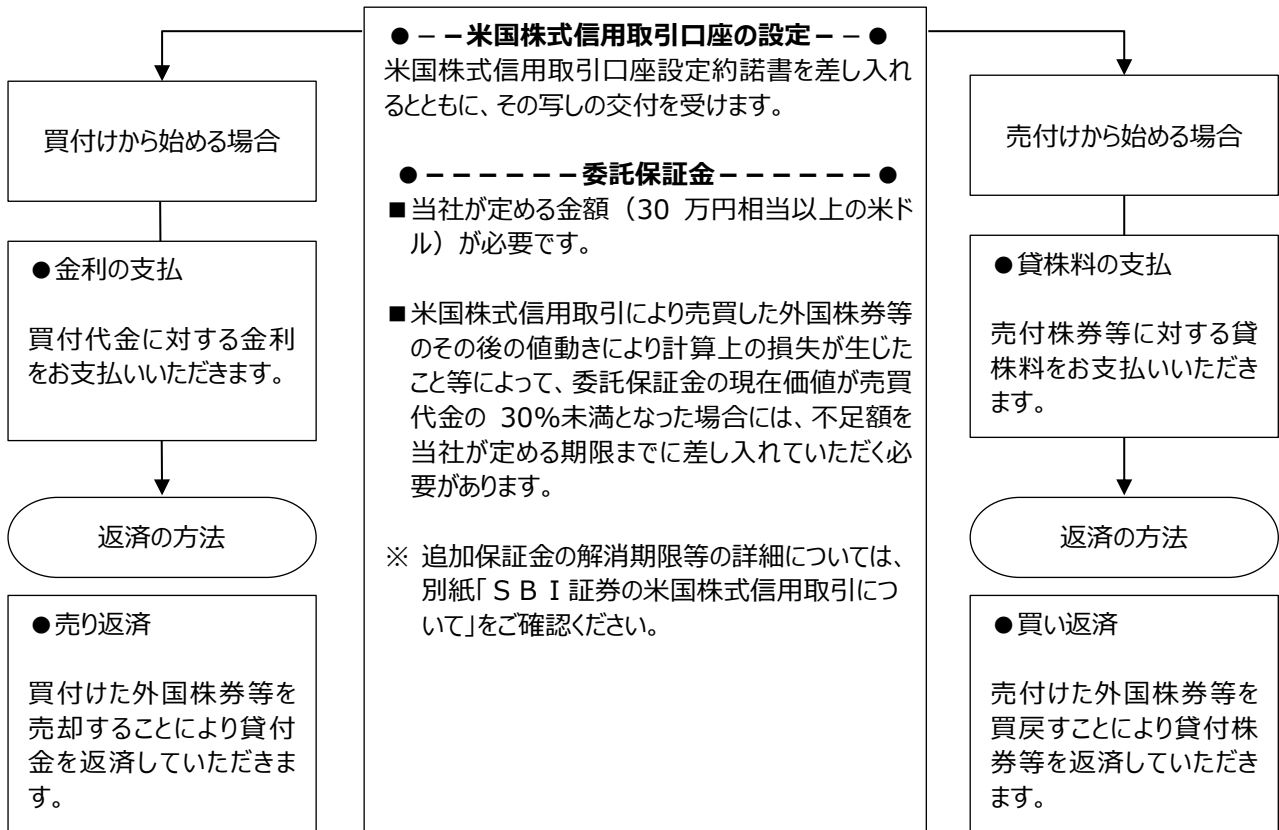 ●－－米国株式信用取引口座の設定－－●
米国株式信用取引口座設定約諾書を差し入れ
るとともに、その写しの交付を受けます。
●－－－－－－委託保証金－－－－－－●
■当社が定める金額（30 万円相当以上の米ド
ル）が必要です。
■米国株式信用取引により売買した外国株券等
のその後の値動きにより計算上の損失が生じた
こと等によって、委託保証金の現在価値が売買
代金の 30％未満となった場合には、不足額を
当社が定める期限までに差し入れていただく必
要があります。
※ 追加保証金の解消期限等の詳細については、
別紙「ＳＢＩ証券の米国株式信用取引につ
いて」をご確認ください。
買付けから始める場合
●金利の支払
買付代金に対する金利
をお支払いいただきます。
返済の方法
●売り返済
買付けた外国株券等を
売却することにより貸付
金を返済していただきま
す。
売付けから始める場合
●貸株料の支払
売付株券等に対する貸
株料をお支払いいただき
ます。
返済の方法
●買い返済
売付けた外国株券等を
買戻すことにより貸付株
券等を返済していただき
ます。